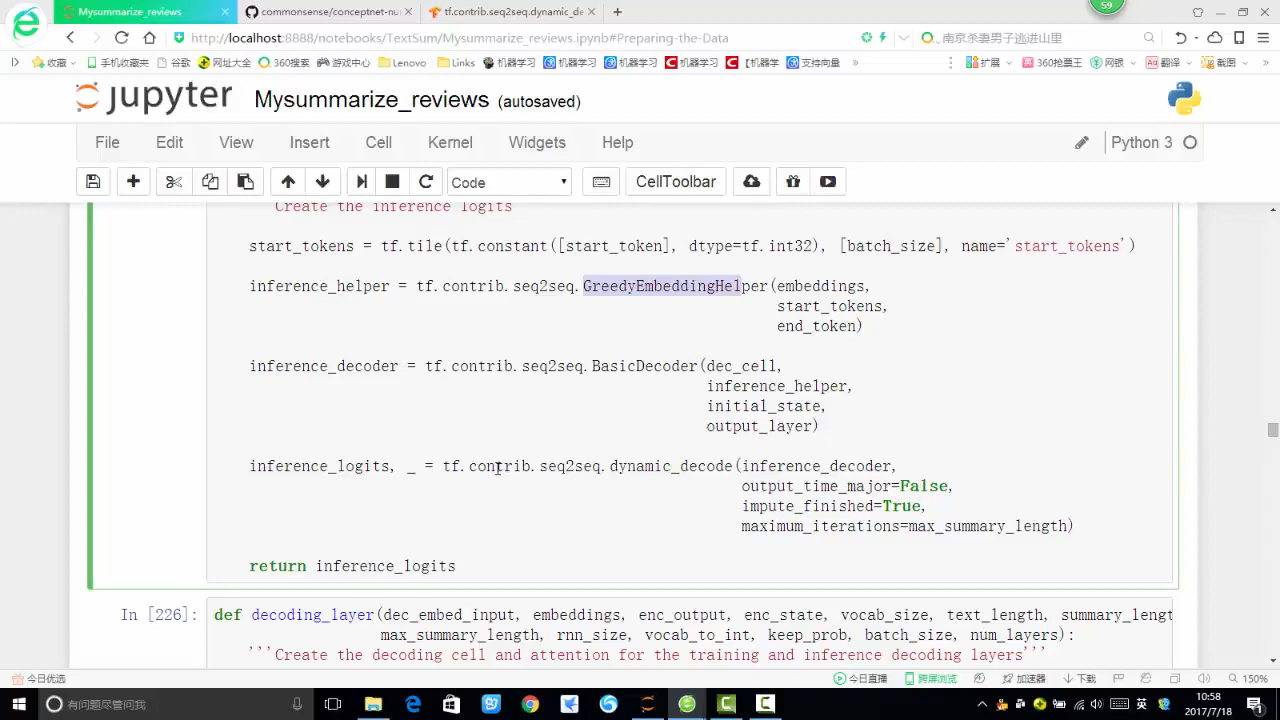 Mysummarize_reviews
commonsense/conceptnet-nu
tf.contrib.seq2seq.dynamic_de
59
http://localhost:8888/notebooks/TextSum/Mysummarize_reviews.ipynb#Preparing-the-Data
南京杀妻男子逃进山里
收藏
手机收藏夹
谷歌
网址大全
360搜索
游戏中心
Lenovo
Links
机器学习
机器学习
机器学习
机器学习
【机器学
支持向量
»
扩展
360抢票王
网银
翻译
截图
»
jupyter Mysummarize_reviews (autosaved)
File Edit View Insert Cell Kernel Widgets Help Python 3
Code CellToolbar
Create the inference logits
start_tokens = tf.tile(tf.constant([start_token], dtype=tf.int32), [batch_size], name='start_tokens')
inference_helper = tf.contrib.seq2seq.GreedyEmbeddingHelper(embeddings,
start_tokens,
end_token)
inference_decoder = tf.contrib.seq2seq.BasicDecoder(dec_cell,
inference_helper,
initial_state,
output_layer)
inference_logits, _ = tf.contrib.seq2seq.dynamic_decode(inference_decoder,
output_time_major=False,
impute_finished=True,
maximum_iterations=max_summary_length)
return inference_logits
In [226]: def decoding_layer(dec_embed_input, embeddings, enc_output, enc_state, vocab_size, text_length, summary_lengt
max_summary_length, rnn_size, vocab_to_int, keep_prob, batch_size, num_layers):
'''Create the decoding cell and attention for the training and inference decoding layers'''
今日优选
今日直播
跨屏浏览
加速器
下载
150%
有问题尽管问我
英
10:58
2017/7/18